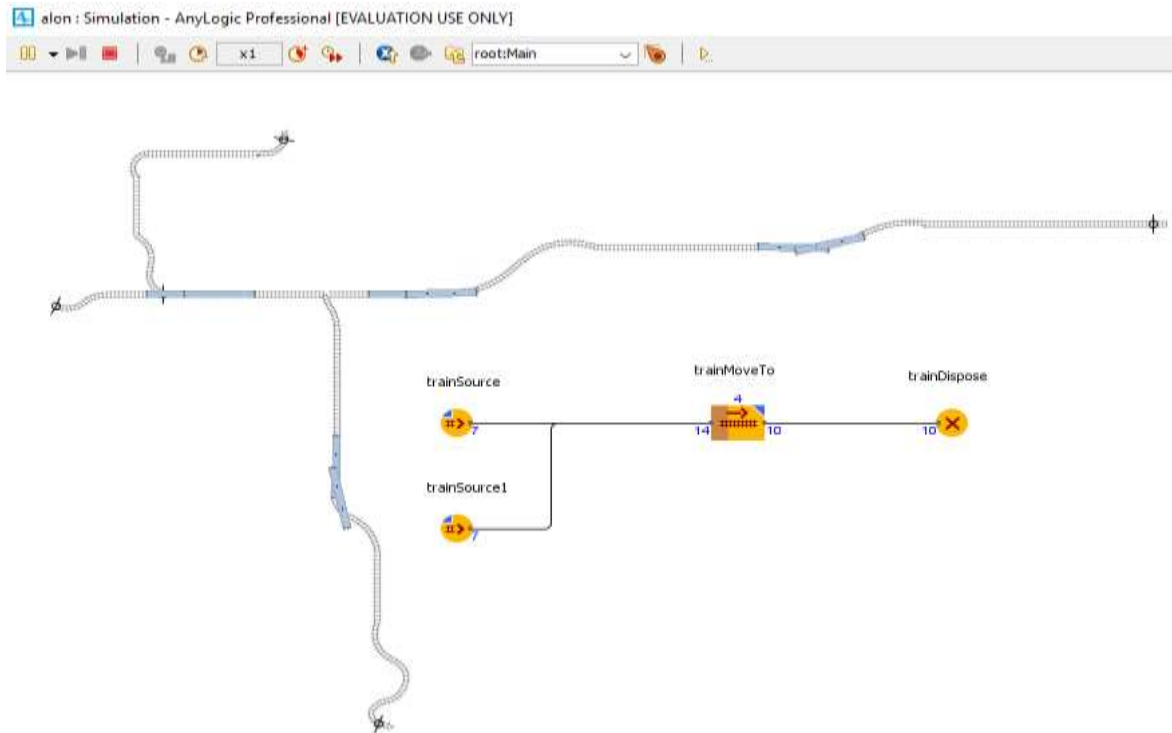 alon : Simulation - AnyLogic Professional [EVALUATION USE ONLY]
x1
root:Main
trainSource
7
trainSource1
7
trainMoveTo
4
14
10
trainDispose
10